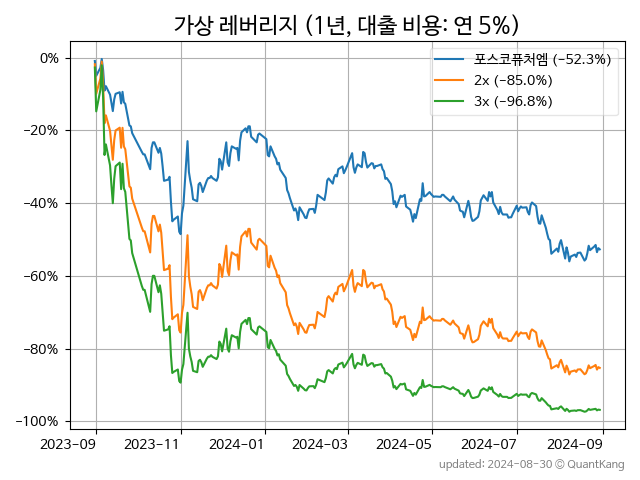 가상 레버리지 (1년, 대출 비용: 연 5%)
포스코퓨처엠 (−52.3%)
2x (−85.0%)
3x (−96.8%)
0%
−20%
−40%
−60%
−80%
−100%
2023-09 2023-11 2024-01 2024-03 2024-05 2024-07 2024-09
updated: 2024-08-30 © QuantKang